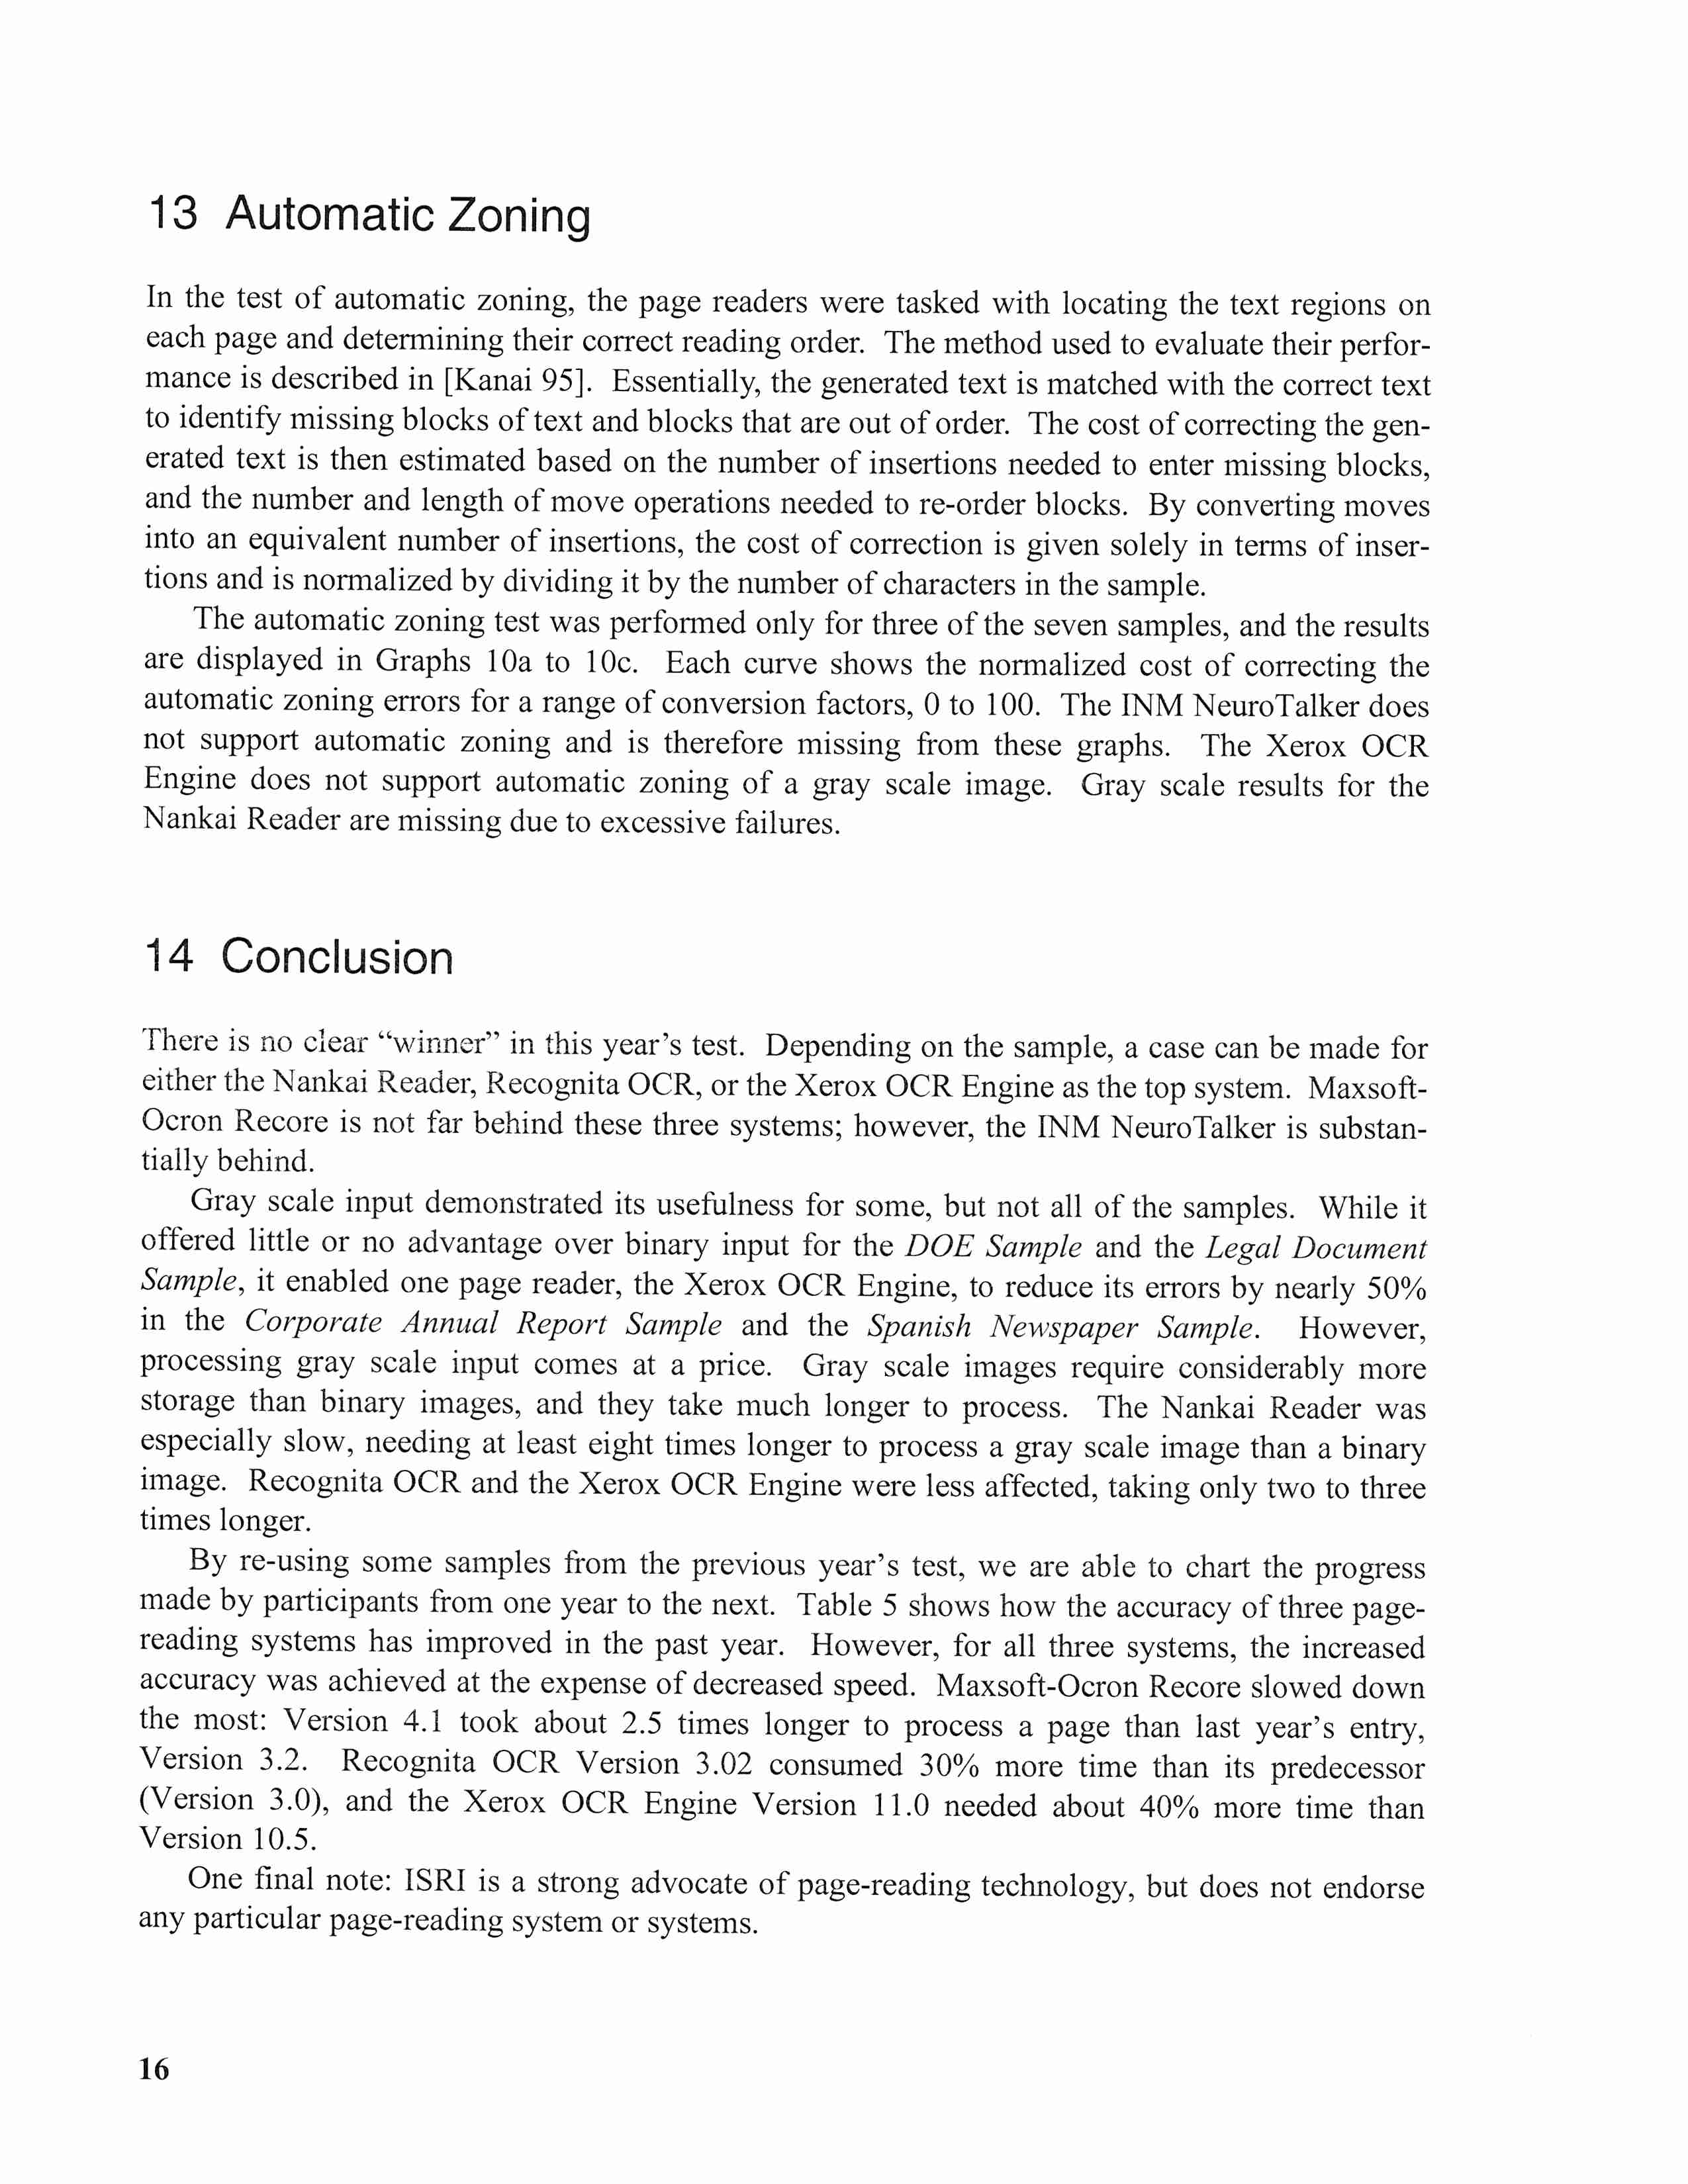 13 Automatic Zoning
In the test of automatic zoning, the page readers were tasked with locating the text regions on
each page and determining their correct reading order. The method used to evaluate their perfor-
mance is described in [Kanai 95]. Essentially, the generated text is matched with the correct text
to identify missing blocks of text and blocks that are out of order. The cost of correcting the gen-
erated text is then estimated based on the number of insertions needed to enter missing blocks,
and the number and length of move operations needed to re-order blocks. By converting moves
into an equivalent number of insertions, the cost of correction is given solely in terms of inser-
tions and is normalized by dividing it by the number of characters in the sample.
The automatic zoning test was performed only for three of the seven samples, and the results
are displayed in Graphs 10a to 10c. Each curve shows the normalized cost of correcting the
automatic zoning errors for a range of conversion factors, 0 to 100. The INM NeuroTalker does
not support automatic zoning and is therefore missing from these graphs. The Xerox OCR
Engine does not support automatic zoning of a gray scale image. Gray scale results for the
Nankai Reader are missing due to excessive failures.
14 Conclusion
There is no clear “winner” in this year’s test. Depending on the sample, a case can be made for
either the Nankai Reader, Recognita OCR, or the Xerox OCR Engine as the top system. Maxsoft-
Ocron Recore is not far behind these three systems; however, the INM NeuroTalker is substan-
tially behind.
Gray scale input demonstrated its usefulness for some, but not all of the samples. While it
offered little or no advantage over binary input for the DOE Sample and the Legal Document
Sample, it enabled one page reader, the Xerox OCR Engine, to reduce its errors by nearly 50%
in the Corporate Annual Report Sample and the Spanish Newspaper Sample. However,
processing gray scale input comes at a price. Gray scale images require considerably more
storage than binary images, and they take much longer to process. The Nankai Reader was
especially slow, needing at least eight times longer to process a gray scale image than a binary
image. Recognita OCR and the Xerox OCR Engine were less affected, taking only two to three
times longer.
By re-using some samples from the previous year’s test, we are able to chart the progress
made by participants from one year to the next. Table 5 shows how the accuracy of three page-
reading systems has improved in the past year. However, for all three systems, the increased
accuracy was achieved at the expense of decreased speed. Maxsoft-Ocron Recore slowed down
the most: Version 4.1 took about 2.5 times longer to process a page than last year’s entry,
Version 3.2. Recognita OCR Version 3.02 consumed 30% more time than its predecessor
(Version 3.0), and the Xerox OCR Engine Version 11.0 needed about 40% more time than
Version 10.5.
One final note: ISRI is a strong advocate of page-reading technology, but does not endorse
any particular page-reading system or systems.
16